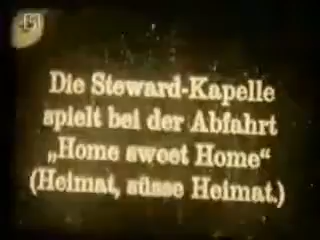 Die Steward-Kapelle
spielt bei der Abfahrt
„Home sweet Home“
(Heimat, süsse Heimat.)